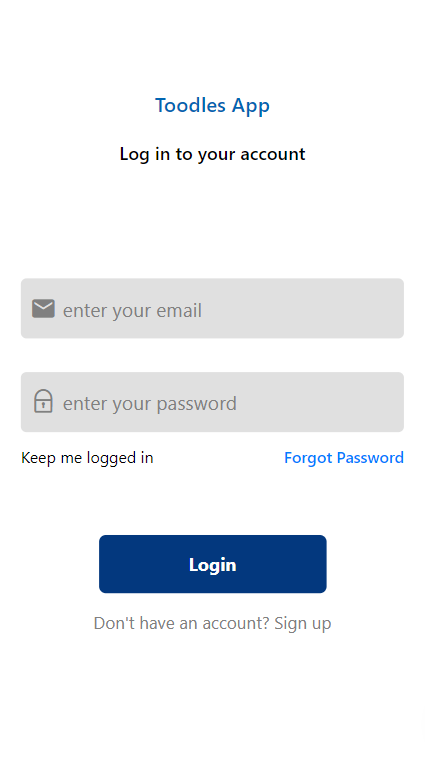 Toodles App
Log in to your account
enter your email
enter your password
Keep me logged in Forgot Password
Login
Don't have an account? Sign up